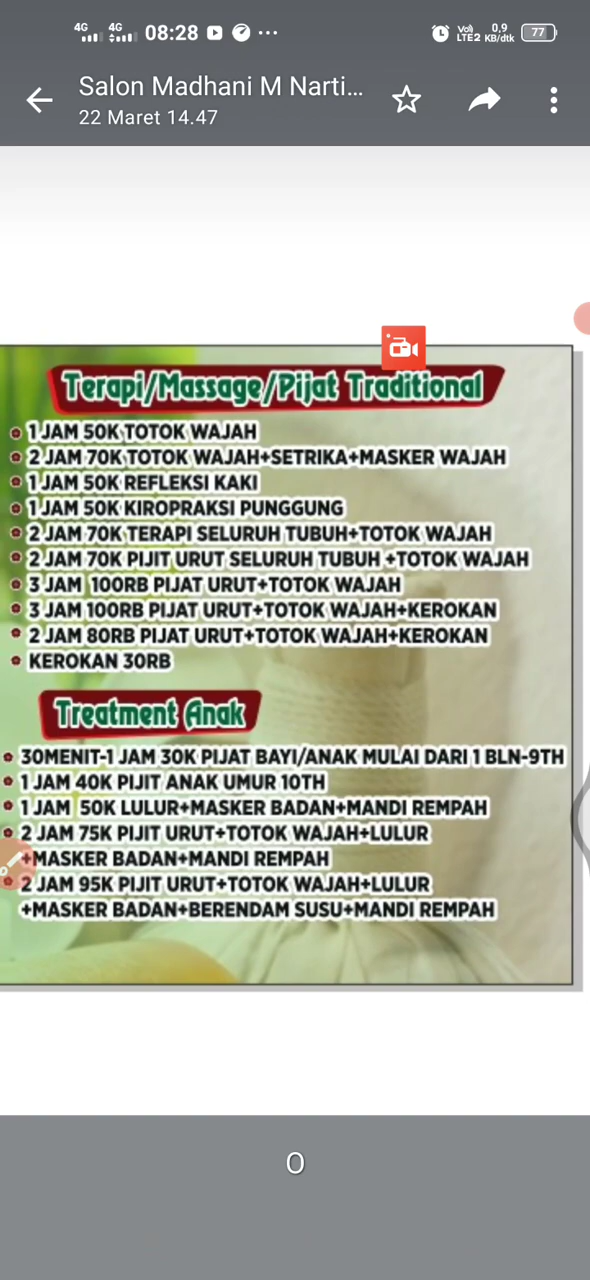 4G 4G 08:28 ... Vo) 0,9 77
LTE2 KB/dtk
Salon Madhani M Narti...
22 Maret 14.47
Terapi/Massage/Pijat Traditional
1 JAM 50K TOTOK WAJAH
2 JAM 70K TOTOK WAJAH+SETRIKA+MASKER WAJAH
1 JAM 50K REFLEKSI KAKI
1 JAM 50K KIROPRAKSI PUNGGUNG
2 JAM 70K TERAPI SELURUH TUBUH+TOTOK WAJAH
2 JAM 70K PIJIT URUT SELURUH TUBUH +TOTOK WAJAH
3 JAM 100RB PIJAT URUT+TOTOK WAJAH
3 JAM 100RB PIJAT URUT+TOTOK WAJAH+KEROKAN
2 JAM 80RB PIJAT URUT+TOTOK WAJAH+KEROKAN
KEROKAN 30RB
Treatment Anak
30MENIT-1 JAM 30K PIJAT BAYI/ANAK MULAI DARI 1 BLN-9TH
1 JAM 40K PIJIT ANAK UMUR 10TH
1 JAM 50K LULUR+MASKER BADAN+MANDI REMPAH
2 JAM 75K PIJIT URUT+TOTOK WAJAH+LULUR
+MASKER BADAN+MANDI REMPAH
2 JAM 95K PIJIT URUT+TOTOK WAJAH+LULUR
+MASKER BADAN+BERENDAM SUSU+MANDI REMPAH
O